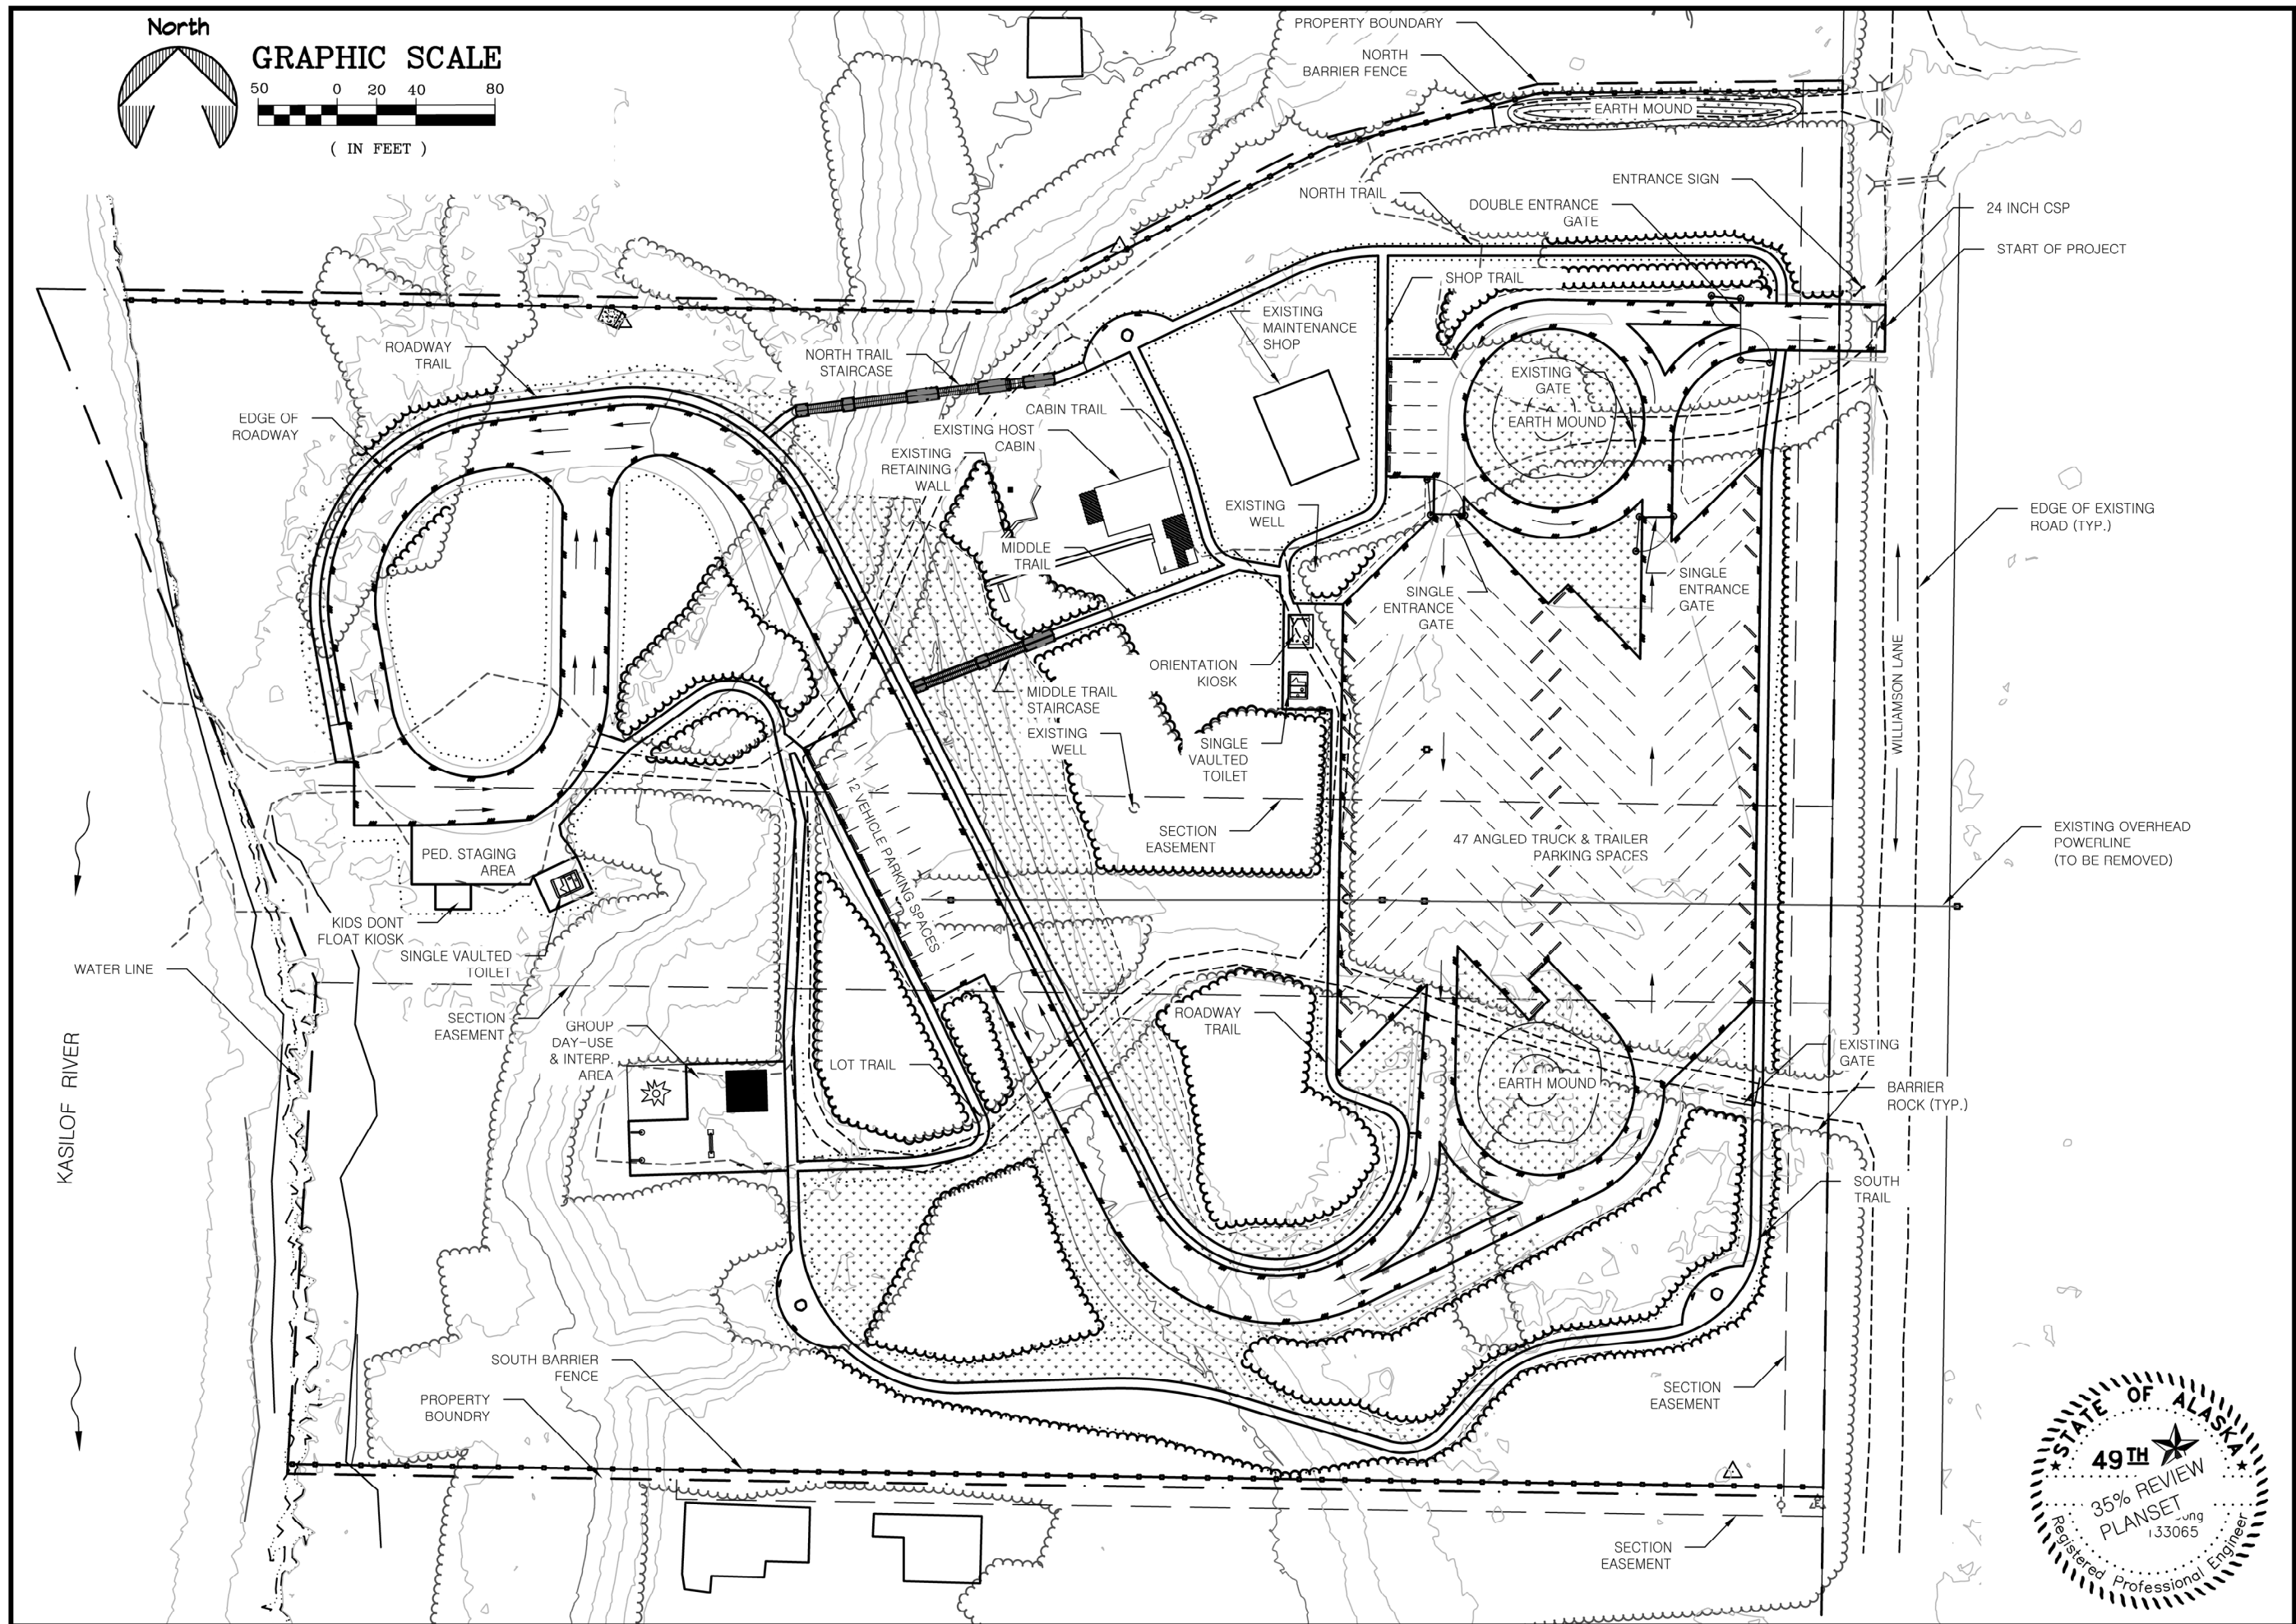 North
GRAPHIC SCALE
50 0 20 40 80
( IN FEET )
PROPERTY BOUNDARY
NORTH
BARRIER FENCE
EARTH MOUND
NORTH TRAIL
ENTRANCE SIGN
DOUBLE ENTRANCE
GATE
24 INCH CSP
START OF PROJECT
SHOP TRAIL
EXISTING
MAINTENANCE
SHOP
ROADWAY
TRAIL
NORTH TRAIL
STAIRCASE
EXISTING
GATE
EARTH MOUND
EDGE OF
ROADWAY
CABIN TRAIL
EXISTING HOST
CABIN
EXISTING
RETAINING
WALL
EXISTING
WELL
EDGE OF EXISTING
ROAD (TYP.)
MIDDLE
TRAIL
SINGLE
ENTRANCE
GATE
SINGLE
ENTRANCE
GATE
WILLIAMSON LANE
ORIENTATION
KIOSK
MIDDLE TRAIL
STAIRCASE
EXISTING
WELL
SINGLE
VAULTED
TOILET
12 VEHICLE PARKING SPACES
SECTION
EASEMENT
47 ANGLED TRUCK & TRAILER
PARKING SPACES
EXISTING OVERHEAD
POWERLINE
(TO BE REMOVED)
PED. STAGING
AREA
KIDS DONT
FLOAT KIOSK
SINGLE VAULTED
TOILET
WATER LINE
SECTION
EASEMENT
GROUP
DAY-USE
& INTERP.
AREA
ROADWAY
TRAIL
LOT TRAIL
EARTH MOUND
EXISTING
GATE
BARRIER
ROCK (TYP.)
KASILOF RIVER
SOUTH
TRAIL
SOUTH BARRIER
FENCE
PROPERTY
BOUNDRY
SECTION
EASEMENT
SECTION
EASEMENT
STATE OF ALASKA
49TH
35% REVIEW
PLANSET
133065
Registered Professional Engineer